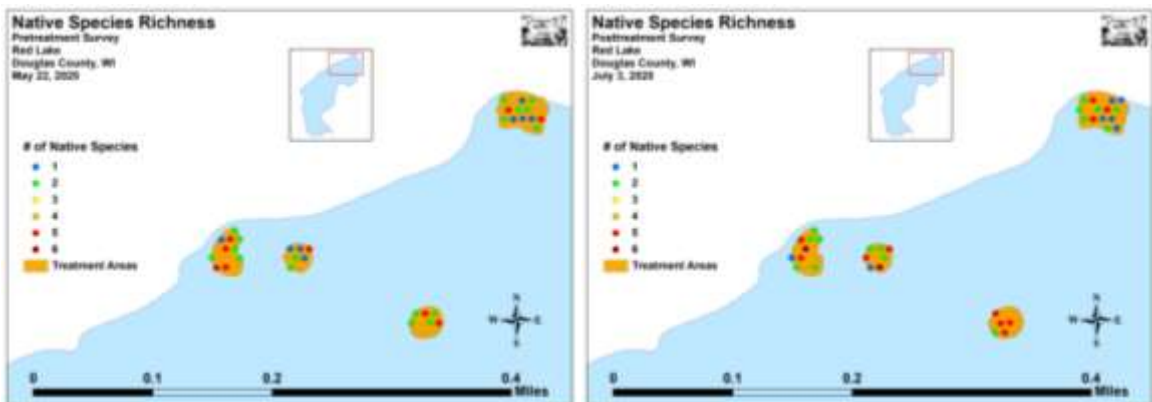 Native Species Richness
Pretreatment Survey
Red Lake
Douglas County, WI
May 22, 2020
# of Native Species
1
2
3
4
5
6
Treatment Areas
N
W E
S
0 0.1 0.2 0.4
Miles
Native Species Richness
Posttreatment Survey
Red Lake
Douglas County, WI
July 3, 2020
# of Native Species
1
2
3
4
5
6
Treatment Areas
N
W E
S
0 0.1 0.2 0.4
Miles